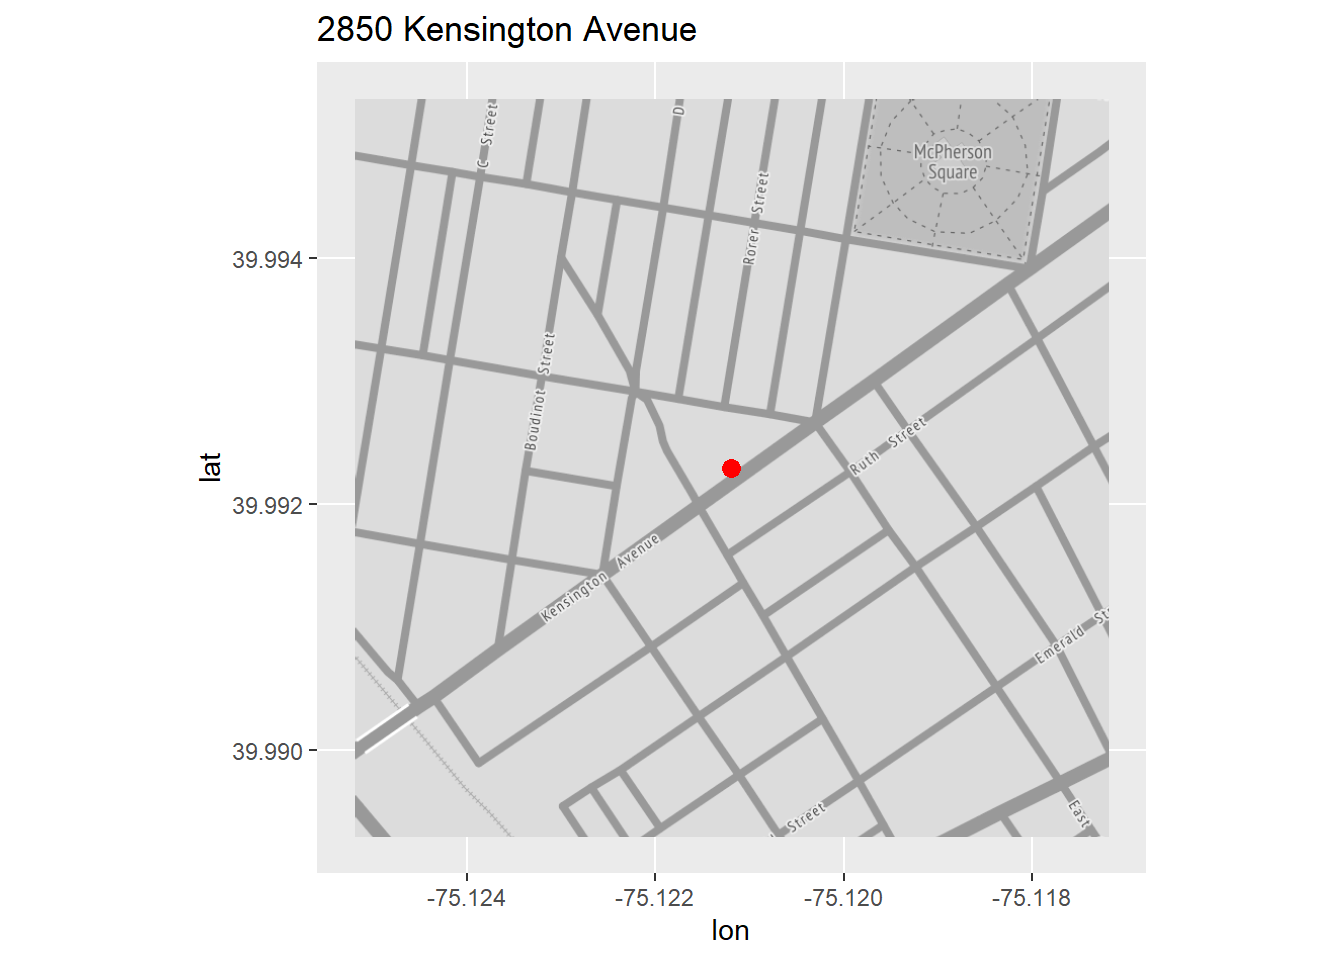 2850 Kensington Avenue
C Street
D
McPherson
Square
Rorer Street
Boudinot Street
Ruth Street
Kensington Avenue
Emerald
Street
East
lat
39.994
39.992
39.990
-75.124
-75.122
-75.120
-75.118
lon